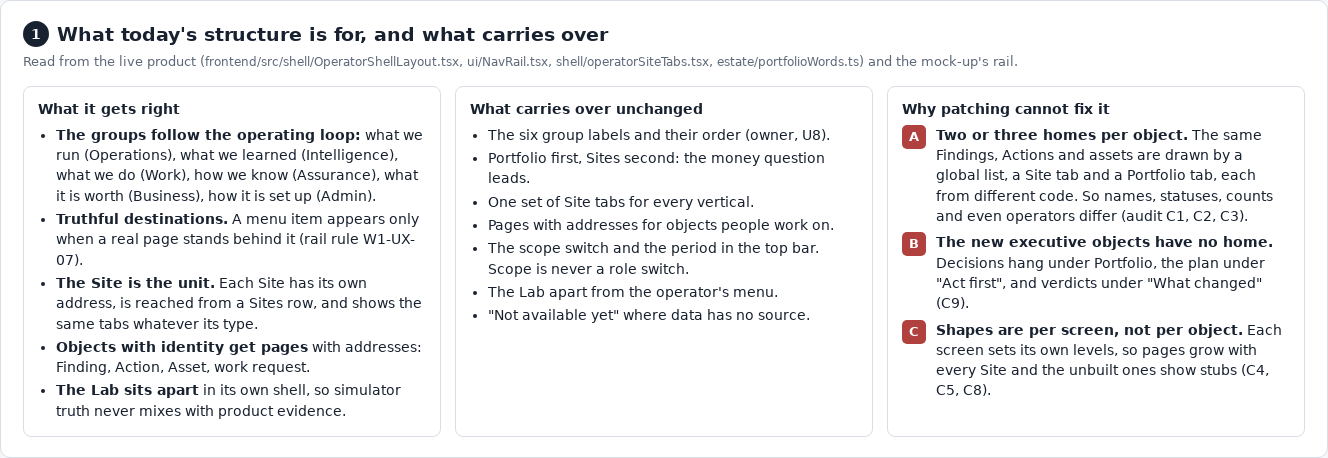 1 What today's structure is for, and what carries over
Read from the live product (frontend/src/shell/OperatorShellLayout.tsx, ui/NavRail.tsx, shell/operatorSiteTabs.tsx, estate/portfolioWords.ts) and the mock-up's rail.
What it gets right
• The groups follow the operating loop: what we
run (Operations), what we learned (Intelligence),
what we do (Work), how we know (Assurance), what
it is worth (Business), how it is set up (Admin).
• Truthful destinations. A menu item appears only
when a real page stands behind it (rail rule W1-UX-
07).
• The Site is the unit. Each Site has its own
address, is reached from a Sites row, and shows the
same tabs whatever its type.
• Objects with identity get pages with addresses:
Finding, Action, Asset, work request.
• The Lab sits apart in its own shell, so simulator
truth never mixes with product evidence.
What carries over unchanged
• The six group labels and their order (owner, U8).
• Portfolio first, Sites second: the money question
leads.
• One set of Site tabs for every vertical.
• Pages with addresses for objects people work on.
• The scope switch and the period in the top bar.
Scope is never a role switch.
• The Lab apart from the operator's menu.
• "Not available yet" where data has no source.
Why patching cannot fix it
A Two or three homes per object. The same
Findings, Actions and assets are drawn by a
global list, a Site tab and a Portfolio tab, each
from different code. So names, statuses, counts
and even operators differ (audit C1, C2, C3).
B The new executive objects have no home.
Decisions hang under Portfolio, the plan under
"Act first", and verdicts under "What changed"
(C9).
C Shapes are per screen, not per object. Each
screen sets its own levels, so pages grow with
every Site and the unbuilt ones show stubs (C4,
C5, C8).